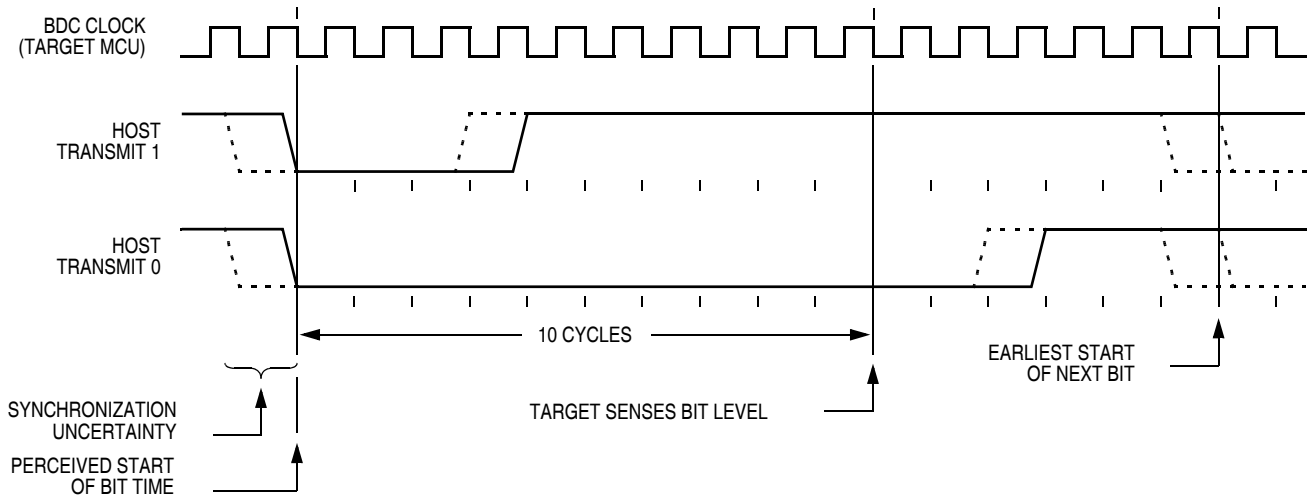 BDC CLOCK
(TARGET MCU)
HOST
TRANSMIT 1
HOST
TRANSMIT 0
10 CYCLES
EARLIEST START
OF NEXT BIT
TARGET SENSES BIT LEVEL
SYNCHRONIZATION
UNCERTAINTY
PERCEIVED START
OF BIT TIME